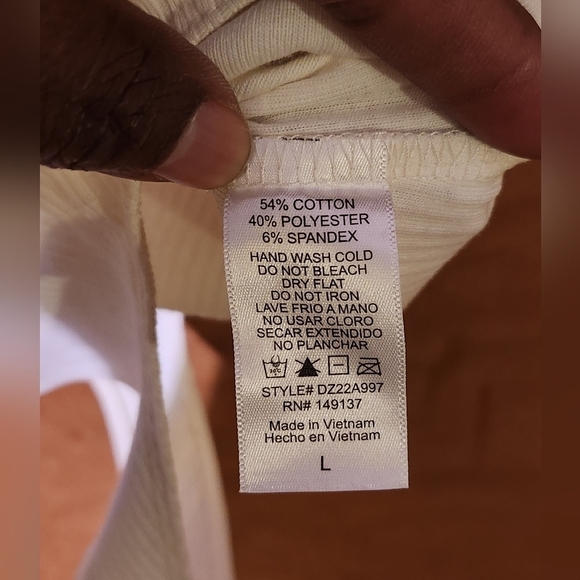 54% COTTON
40% POLYESTER
6% SPANDEX
HAND WASH COLD
DO NOT BLEACH
DRY FLAT
DO NOT IRON
LAVE FRIO A MANO
NO USAR CLORO
SECAR EXTENDIDO
NO PLANCHAR
30°C
STYLE# DZ22A997
RN# 149137
Made in Vietnam
Hecho en Vietnam
L